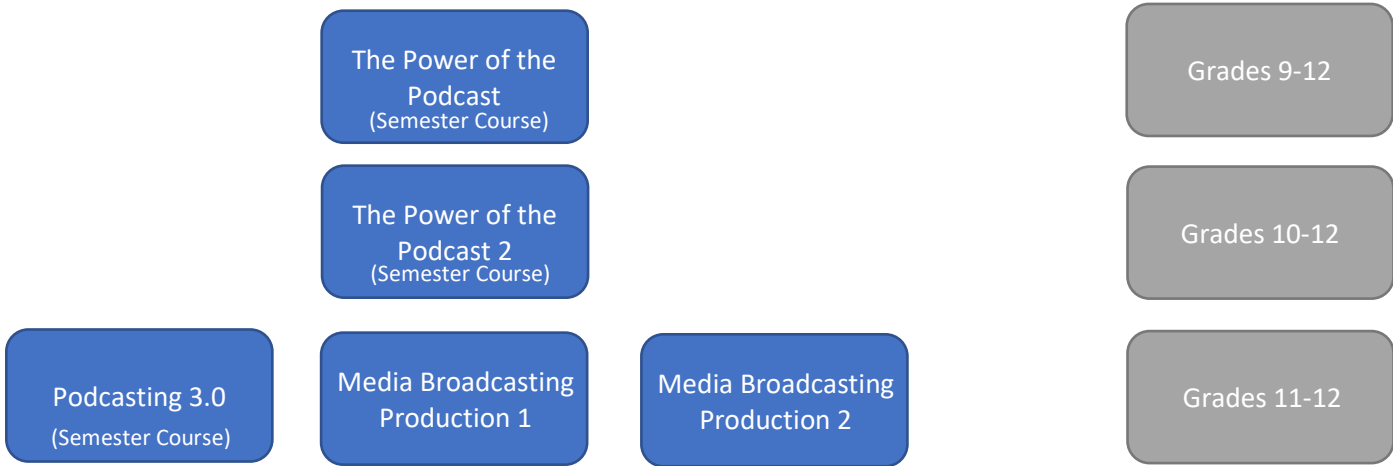 The Power of the
Podcast
(Semester Course)
Grades 9-12
The Power of the
Podcast 2
(Semester Course)
Grades 10-12
Podcasting 3.0
(Semester Course)
Media Broadcasting
Production 1
Media Broadcasting
Production 2
Grades 11-12